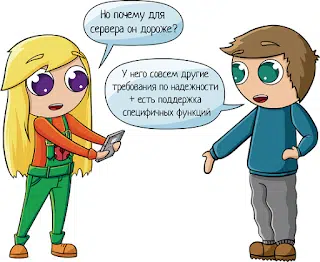 Но почему для
сервера он дороже?
У него совсем другие
требования по надежности
+ есть поддержка
специфичных функций